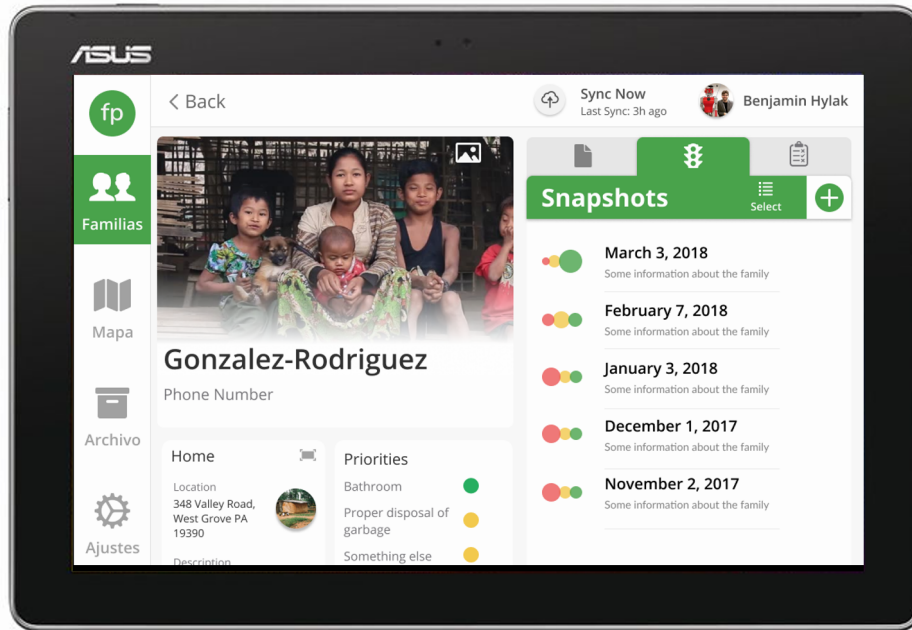 ASUS
fp
Familias
Mapa
Archivo
Ajustes
Back
Sync Now
Last Sync: 3h ago
Benjamin Hylak
Gonzalez-Rodriguez
Phone Number
Home
Location
348 Valley Road,
West Grove PA
19390
Description
Priorities
Bathroom
Proper disposal of
garbage
Something else
Snapshots
Select
March 3, 2018
Some information about the family
February 7, 2018
Some information about the family
January 3, 2018
Some information about the family
December 1, 2017
Some information about the family
November 2, 2017
Some information about the family